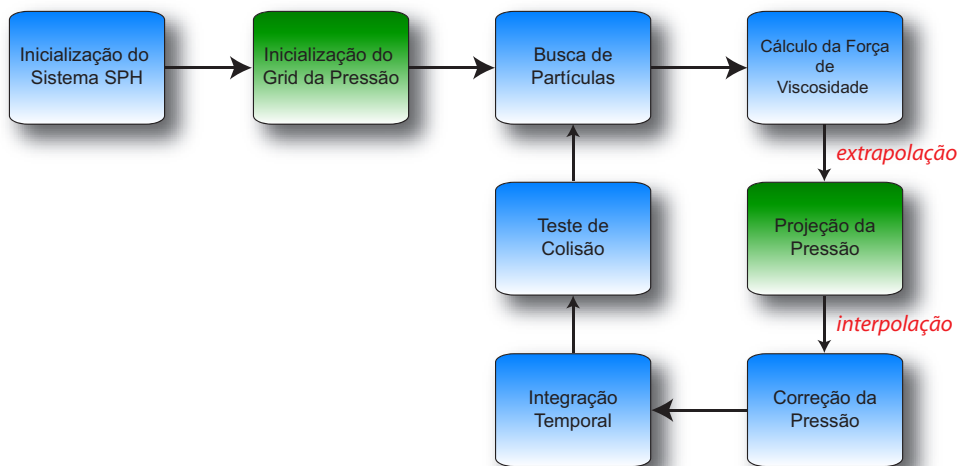 Inicialização do
Sistema SPH
Inicialização do
Grid da Pressão
Busca de
Partículas
Cálculo da Força
de
Viscosidade
extrapolação
Projeção da
Pressão
interpolação
Correção da
Pressão
Integração
Temporal
Teste de
Colisão